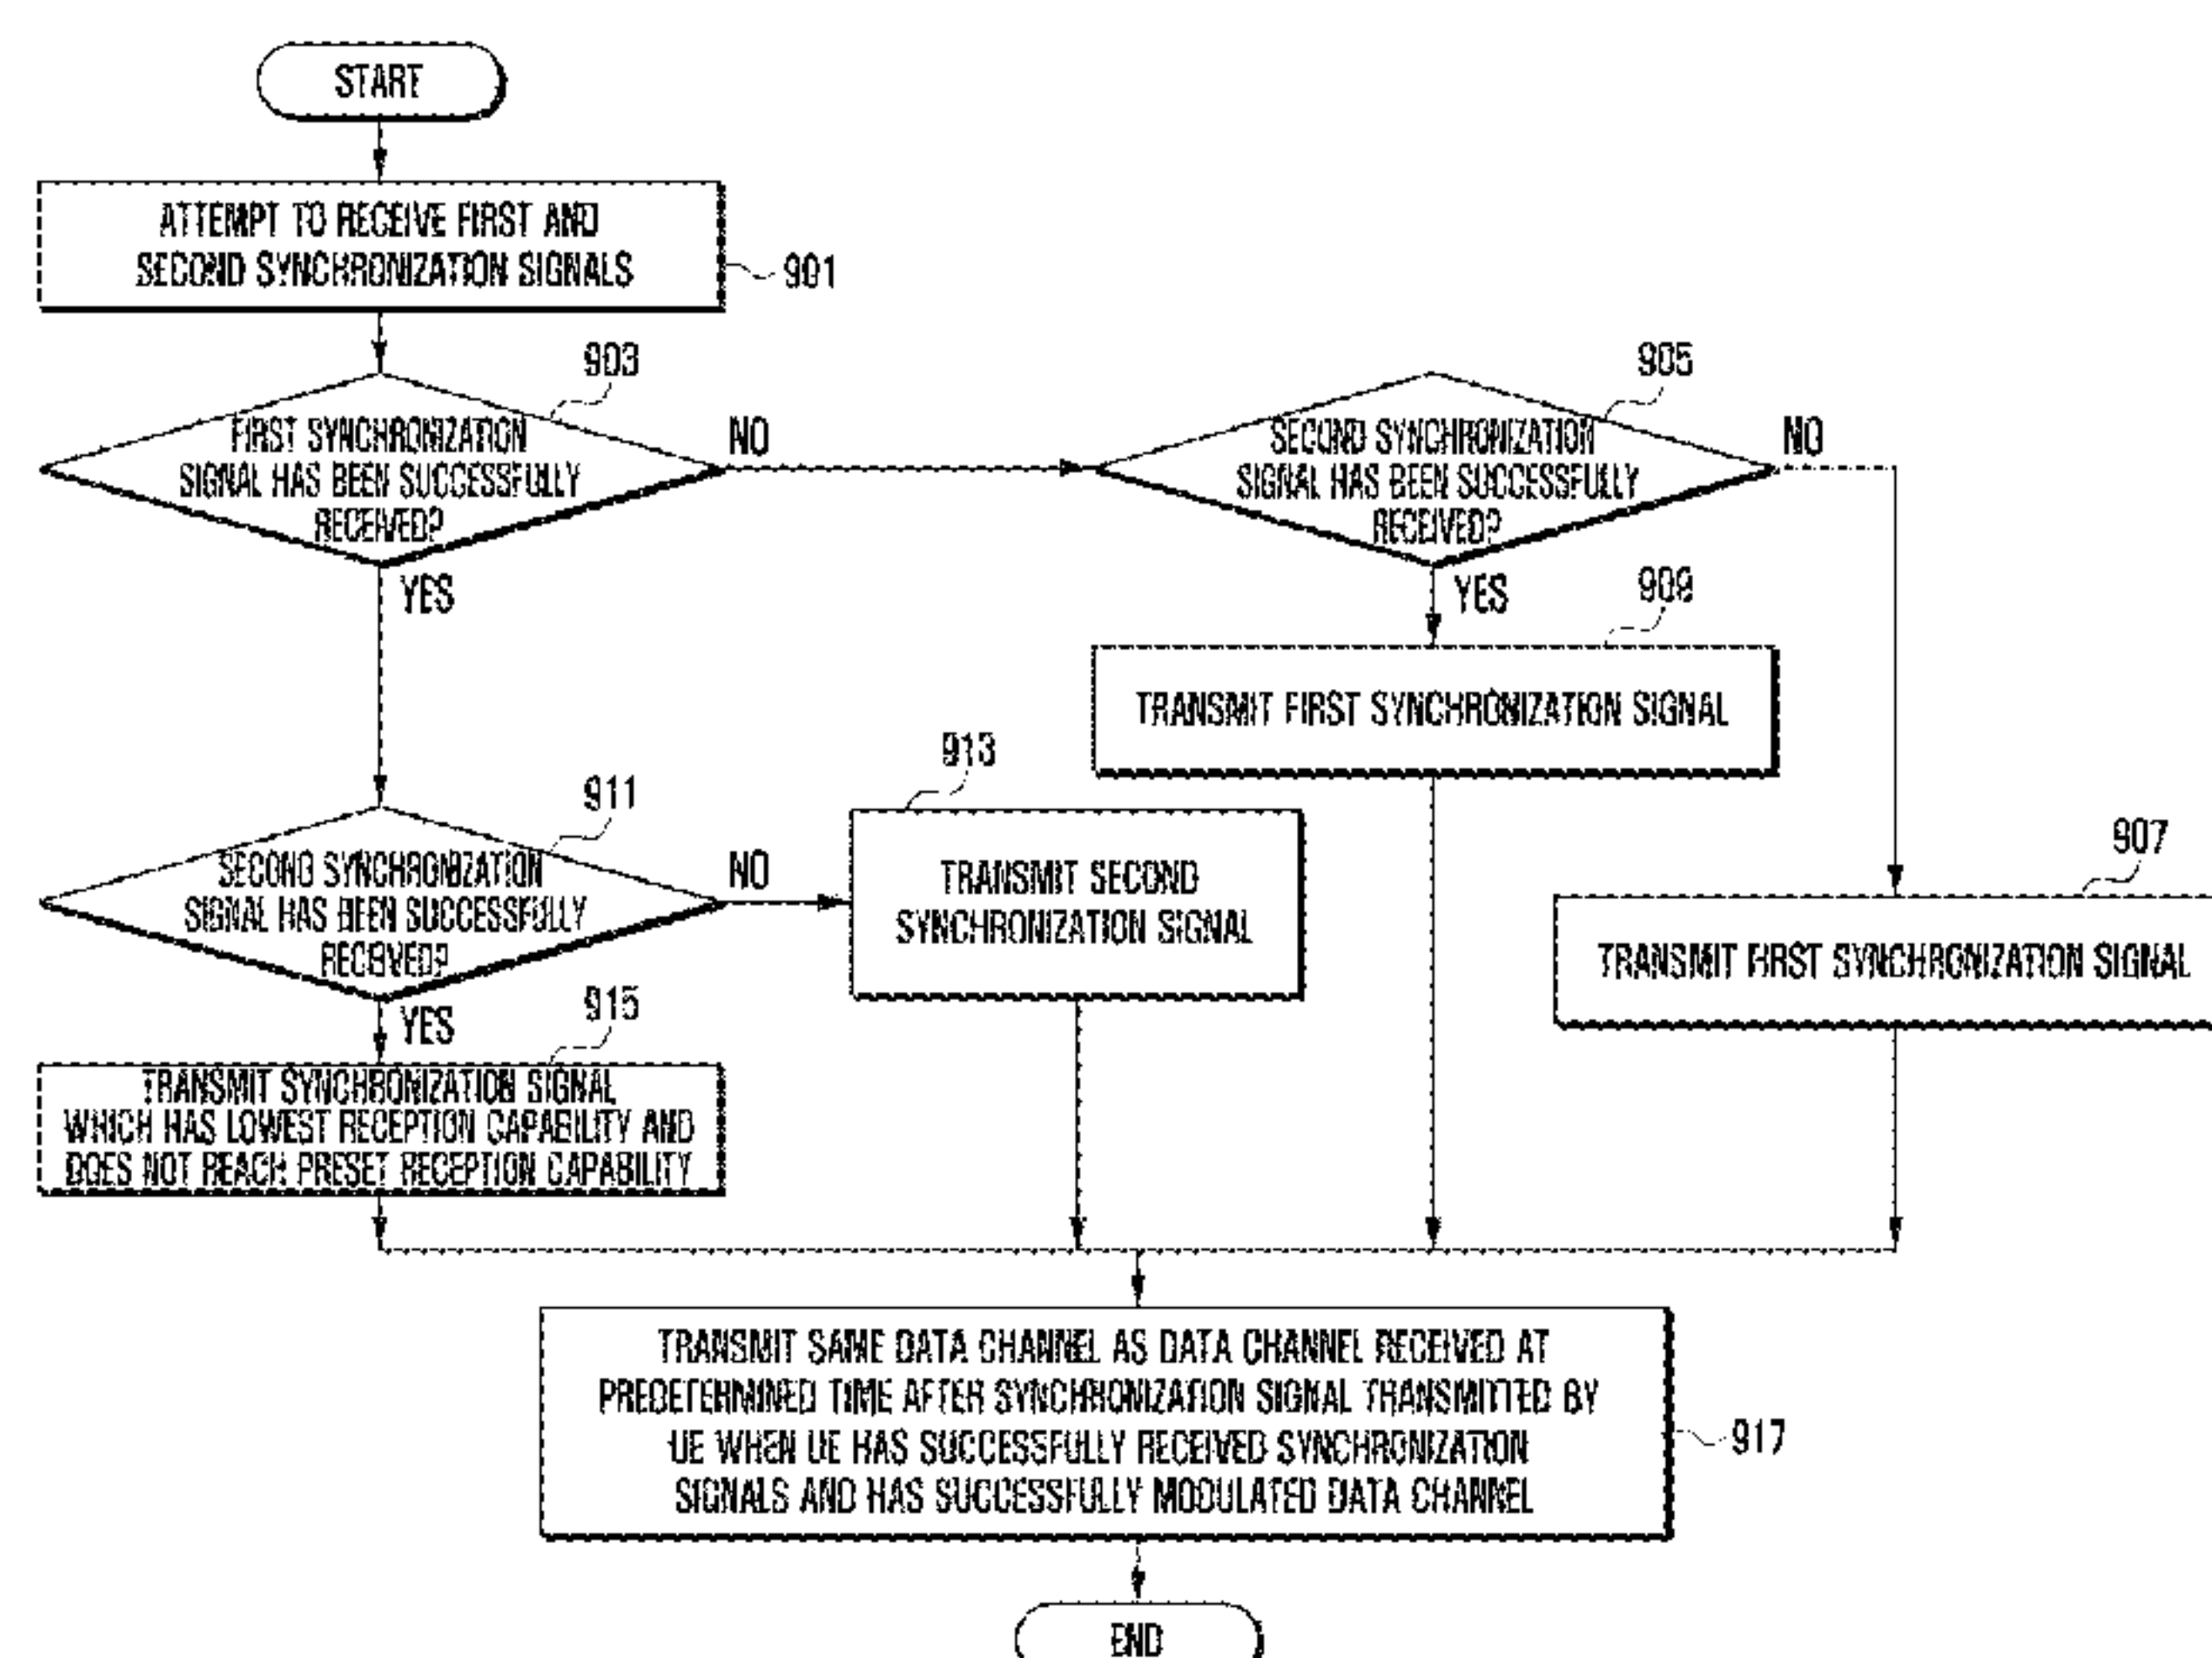 START
ATTEMPT TO RECEIVE FIRST AND
SECOND SYNCHRONIZATION SIGNALS
901
903
FIRST SYNCHRONIZATION
SIGNAL HAS BEEN SUCCESSFULLY
RECEIVED?
NO
YES
905
SECOND SYNCHRONIZATION
SIGNAL HAS BEEN SUCCESSFULLY
RECEIVED?
NO
YES
909
TRANSMIT FIRST SYNCHRONIZATION SIGNAL
907
TRANSMIT FIRST SYNCHRONIZATION SIGNAL
911
SECOND SYNCHRONIZATION
SIGNAL HAS BEEN SUCCESSFULLY
RECEIVED?
NO
YES
913
TRANSMIT SECOND
SYNCHRONIZATION SIGNAL
915
TRANSMIT SYNCHRONIZATION SIGNAL
WHICH HAS LOWEST RECEPTION CAPABILITY AND
DOES NOT REACH PRESET RECEPTION CAPABILITY
TRANSMIT SAME DATA CHANNEL AS DATA CHANNEL RECEIVED AT
PREDETERMINED TIME AFTER SYNCHRIONIZATION SIGNAL TRANSMITTED BY
UE WHEN UE HAS SUCCESSFULLY RECEIVED SYNCHRONIZATION
SIGNALS AND HAS SUCCESSFULLY MODULATED DATA CHANNEL
917
END